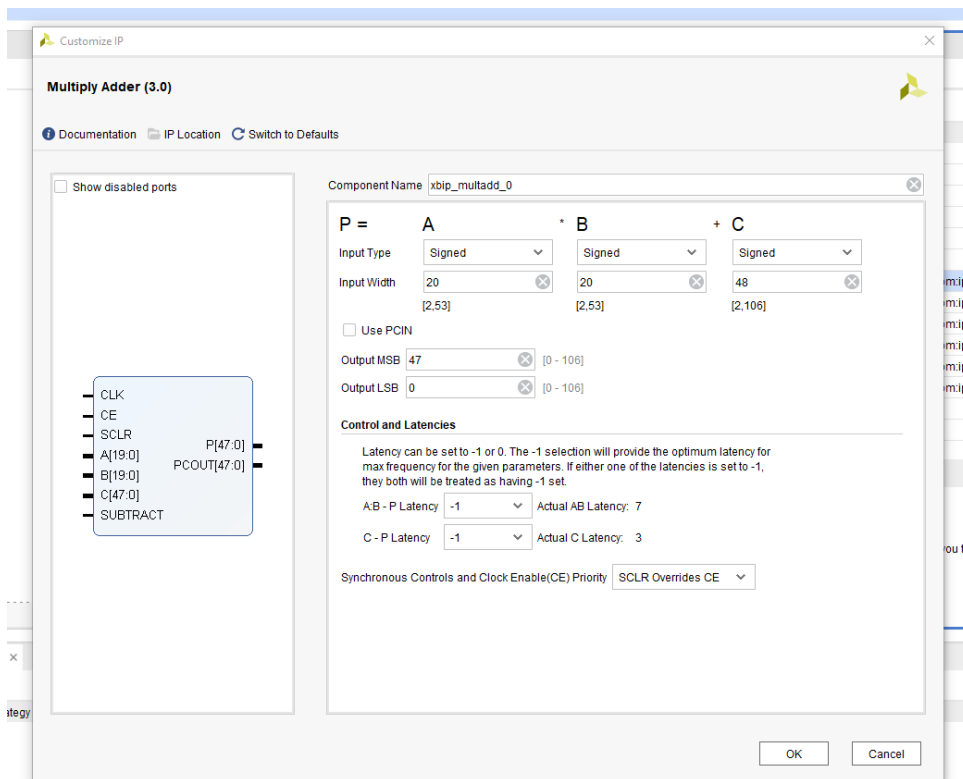 Customize IP
Multiply Adder (3.0)
Documentation IP Location Switch to Defaults
Show disabled ports
CLK
CE
SCLR
A[19:0]
B[19:0]
C[47:0]
SUBTRACT
P[47:0]
PCOUT[47:0]
Component Name xbip_multadd_0
P = A * B + C
Input Type Signed Signed Signed
Input Width 20 20 48
[2,53] [2,53] [2,106]
Use PCIN
Output MSB 47 [0 - 106]
Output LSB 0 [0 - 106]
Control and Latencies
Latency can be set to -1 or 0. The -1 selection will provide the optimum latency for
max frequency for the given parameters. If either one of the latencies is set to -1,
they both will be treated as having -1 set.
A:B - P Latency -1 Actual AB Latency: 7
C - P Latency -1 Actual C Latency: 3
Synchronous Controls and Clock Enable(CE) Priority SCLR Overrides CE
OK Cancel